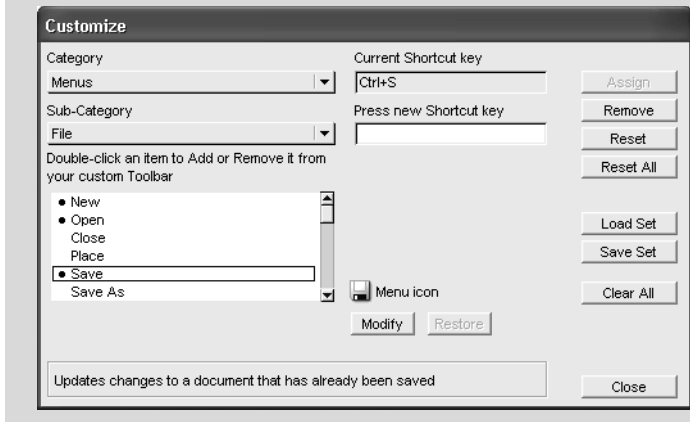 Customize
Category
Menus
Sub-Category
File
Double-click an item to Add or Remove it from
your custom Toolbar
• New
• Open
Close
Place
• Save
Save As
Current Shortcut key
Ctrl+S
Press new Shortcut key
Menu icon
Modify
Restore
Assign
Remove
Reset
Reset All
Load Set
Save Set
Clear All
Updates changes to a document that has already been saved
Close